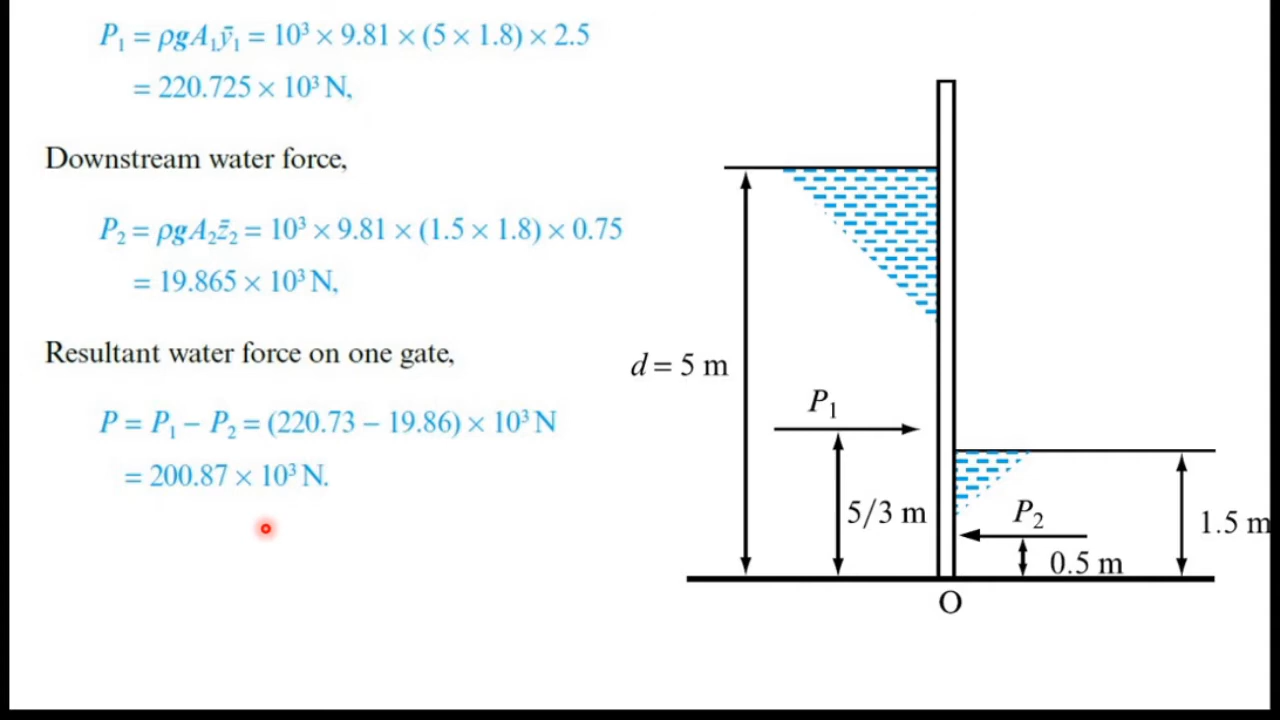 P₁ = ρgA₁ȳ₁ = 10³ × 9.81 × (5 × 1.8) × 2.5
= 220.725 × 10³ N,
Downstream water force,
P₂ = ρgA₂z̄₂ = 10³ × 9.81 × (1.5 × 1.8) × 0.75
= 19.865 × 10³ N,
Resultant water force on one gate,
P = P₁ − P₂ = (220.73 − 19.86) × 10³ N
= 200.87 × 10³ N.
d = 5 m
P₁
5/3 m
P₂
1.5 m
0.5 m
O